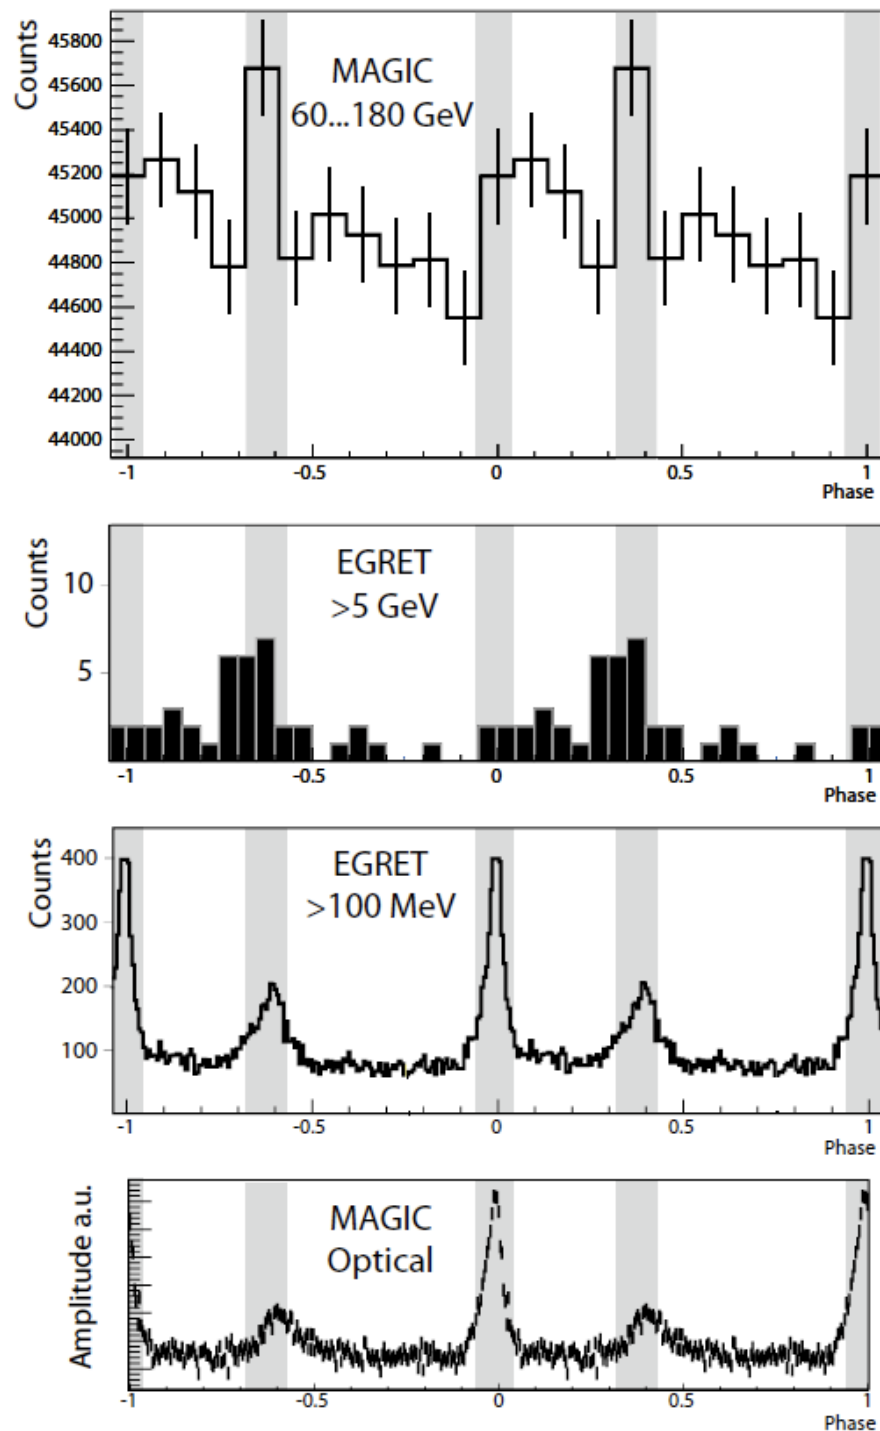 Counts
45800
45600
45400
45200
45000
44800
44600
44400
44200
44000
MAGIC
60...180 GeV
-1
-0.5
0
0.5
1
Phase
Counts
10
5
EGRET
>5 GeV
-1
-0.5
0
0.5
1
Phase
Counts
400
300
200
100
EGRET
>100 MeV
-1
-0.5
0
0.5
1
Phase
Amplitude a.u.
MAGIC
Optical
-1
-0.5
0
0.5
1
Phase